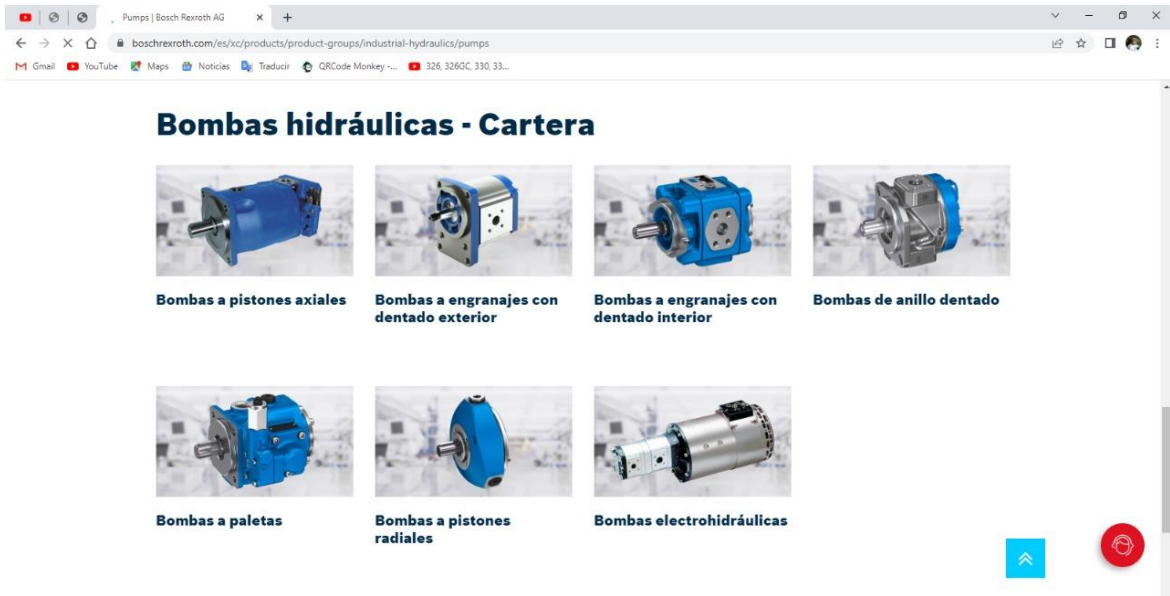 Pumps | Bosch Rexroth AG
boschrexroth.com/es/xc/products/product-groups/industrial-hydraulics/pumps
Gmail YouTube Maps Noticias Traducir QRCode Monkey -... 326, 326GC, 330, 33...
Bombas hidráulicas - Cartera
Bombas a pistones axiales
Bombas a engranajes con
dentado exterior
Bombas a engranajes con
dentado interior
Bombas de anillo dentado
Bombas a paletas
Bombas a pistones
radiales
Bombas electrohidráulicas